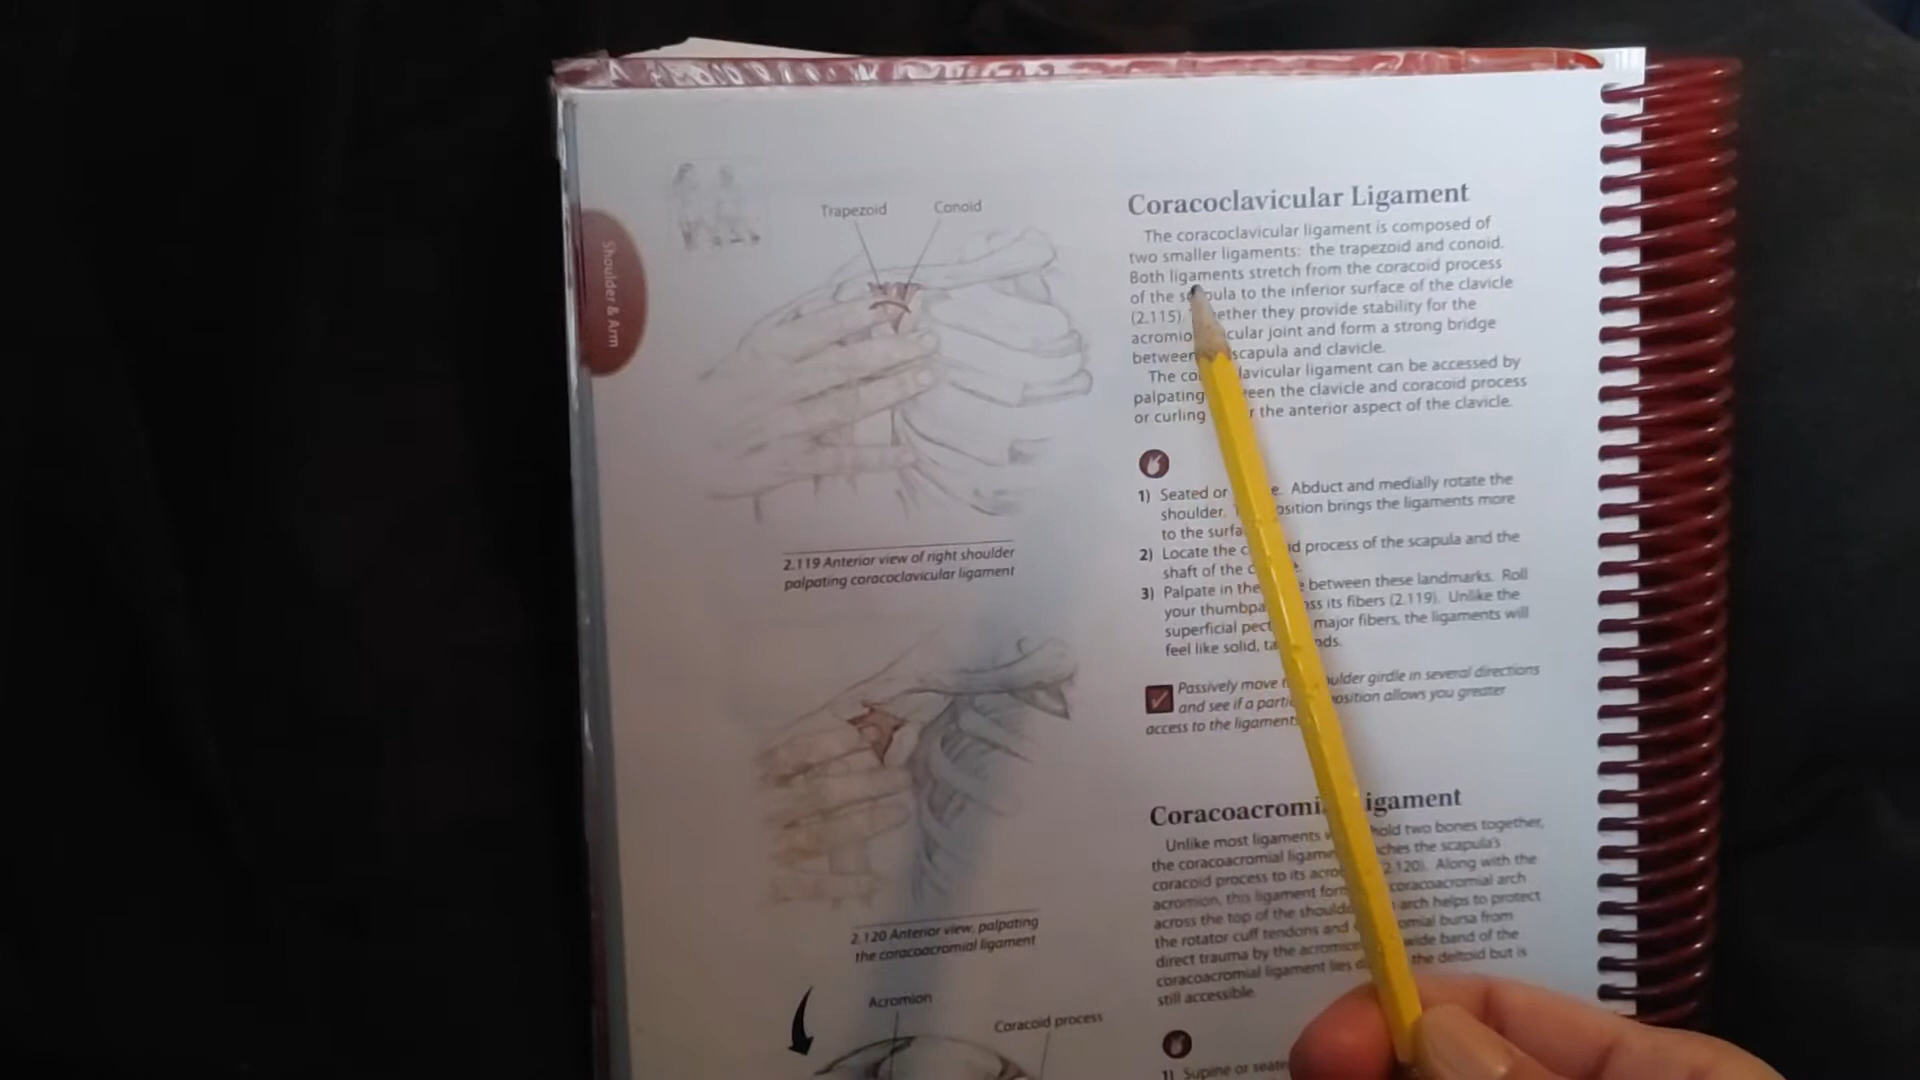 Shoulder & Arm
Trapezoid
Conoid
2.119 Anterior view of right shoulder
palpating coracoclavicular ligament
2.120 Anterior view, palpating
the coracoacromial ligament
Acromion
Coracoid process
Coracoclavicular Ligament
The coracoclavicular ligament is composed of
two smaller ligaments: the trapezoid and conoid.
Both ligaments stretch from the coracoid process
of the scapula to the inferior surface of the clavicle
(2.115). Together they provide stability for the
acromio cular joint and form a strong bridge
between scapula and clavicle.
The co lavicular ligament can be accessed by
palpating een the clavicle and coracoid process
or curling r the anterior aspect of the clavicle.
1) Seated or e. Abduct and medially rotate the
shoulder. T osition brings the ligaments more
to the surfa
2) Locate the c id process of the scapula and the
shaft of the c e.
3) Palpate in the e between these landmarks. Roll
your thumbpa ss its fibers (2.119). Unlike the
superficial pect major fibers, the ligaments will
feel like solid, ta nds.
Passively move t ulder girdle in several directions
and see if a parti osition allows you greater
access to the ligament
Coracoacromi igament
Unlike most ligaments w hold two bones together,
the coracoacromial ligam ches the scapula's
coracoid process to its acro (2.120). Along with the
acromion, this ligament for coracoacromial arch
across the top of the shoulde arch helps to protect
the rotator cuff tendons and omial bursa from
direct trauma by the acromio wide band of the
coracoacromial ligament lies d the deltoid but is
still accessible.
1) Supine or seate